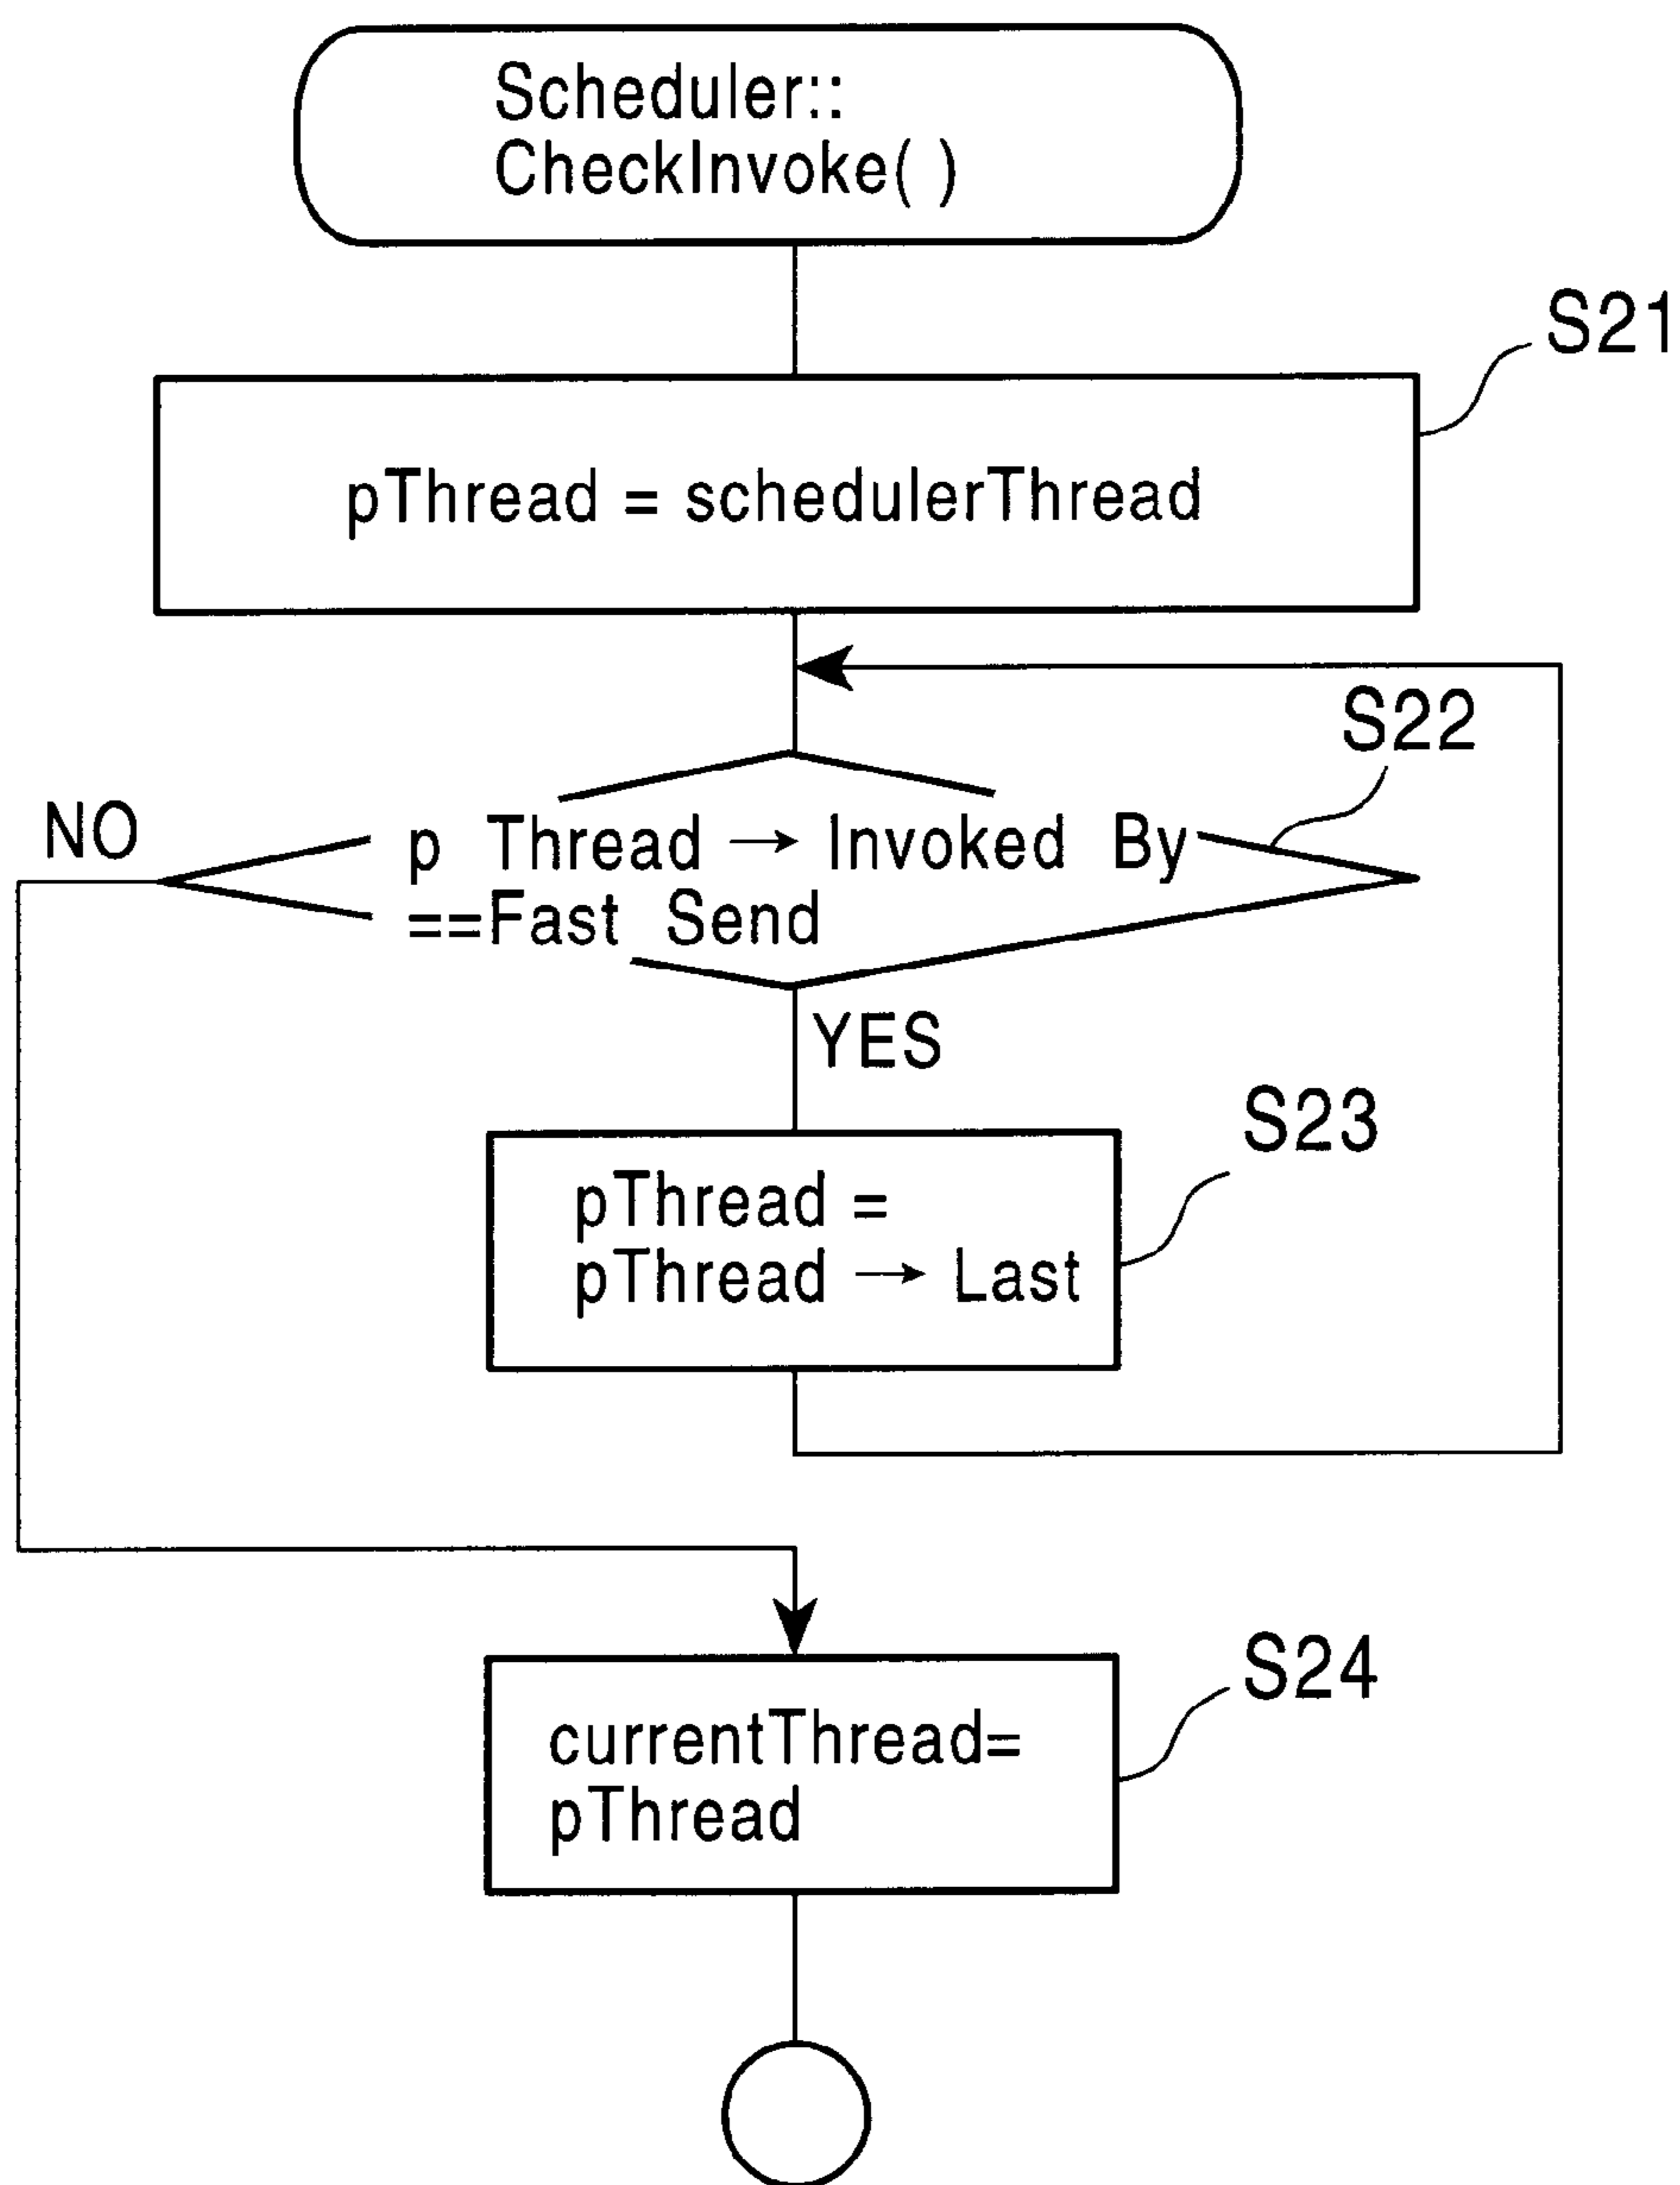 Scheduler::
CheckInvoke( )
S21
pThread = schedulerThread
S22
NO
p Thread → Invoked By
==Fast Send
YES
S23
pThread =
pThread → Last
S24
currentThread=
pThread